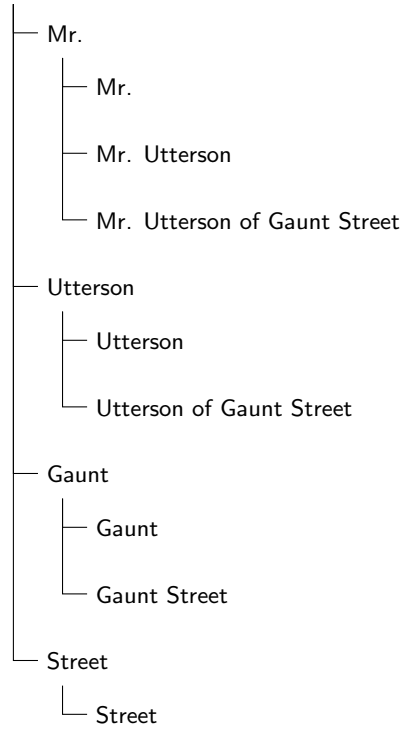 Mr.
Mr.
Mr. Utterson
Mr. Utterson of Gaunt Street
Utterson
Utterson
Utterson of Gaunt Street
Gaunt
Gaunt
Gaunt Street
Street
Street